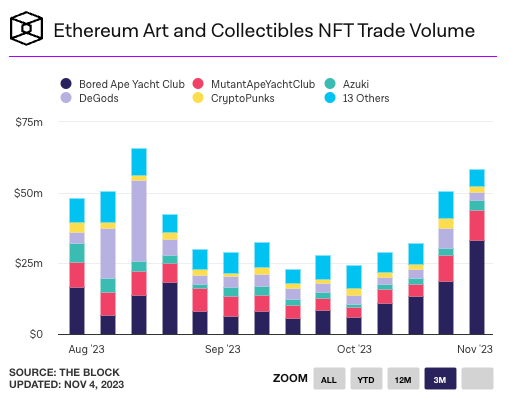 Ethereum Art and Collectibles NFT Trade Volume
Bored Ape Yacht Club MutantApeYachtClub Azuki
DeGods CryptoPunks 13 Others
$75m
$50m
$25m
$0
Aug '23 Sep '23 Oct '23 Nov '23
SOURCE: THE BLOCK
UPDATED: NOV 4, 2023
ZOOM ALL YTD 12M 3M